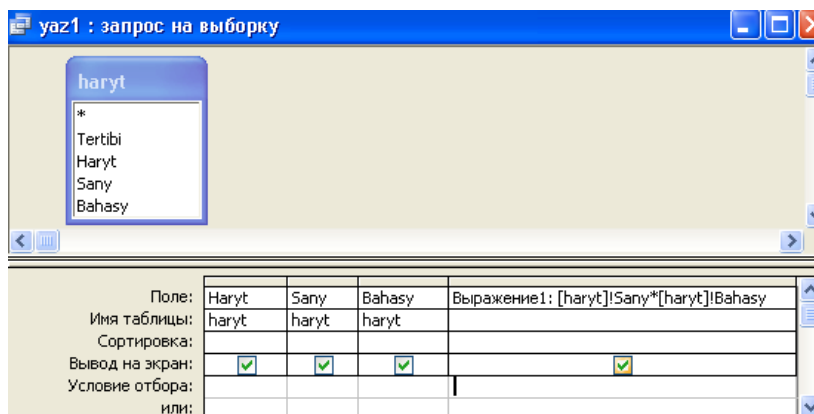 yaz1 : запрос на выборку
haryt
*
Tertibi
Haryt
Sany
Bahasy
Поле: Haryt Sany Bahasy Выражение1: [haryt]!Sany*[haryt]!Bahasy
Имя таблицы: haryt haryt haryt
Сортировка:
Вывод на экран:
Условие отбора:
или: